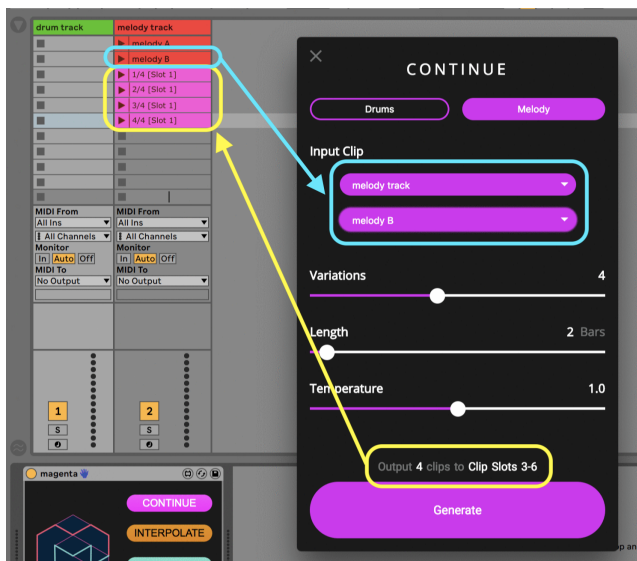 drum track
melody track
melody A
melody B
1/4 [Slot 1]
2/4 [Slot 1]
3/4 [Slot 1]
4/4 [Slot 1]
MIDI From
MIDI From
All Ins
All Ins
All Channels
All Channels
Monitor
Monitor
In Auto Off
In Auto Off
MIDI To
MIDI To
No Output
No Output
1
2
S
S
magenta
CONTINUE
INTERPOLATE
CONTINUE
Drums
Melody
Input Clip
melody track
melody B
Variations
4
Length
2 Bars
Temperature
1.0
Output 4 clips to Clip Slots 3-6
Generate